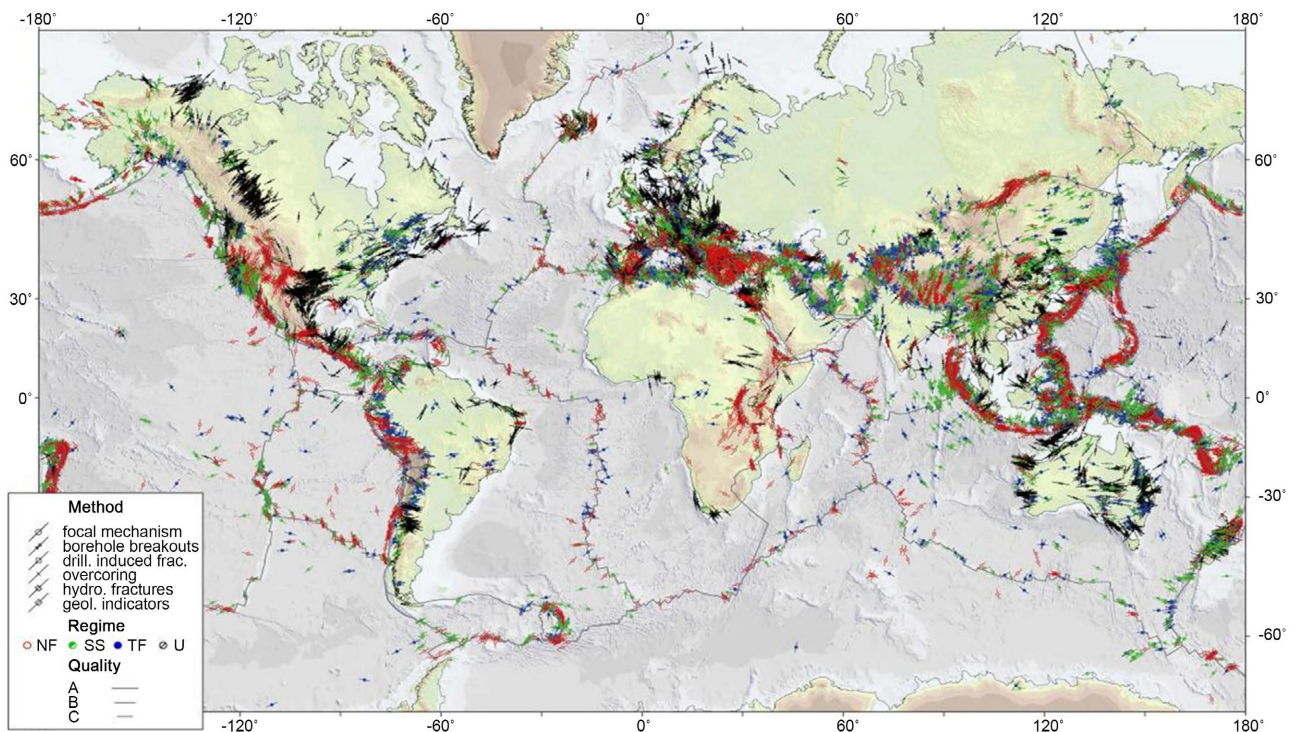 -180 -120 -60 0˚ 60˚ 120˚ 180˚
60˚ 60˚
30˚ 30˚
0˚ 0˚
-30˚
Method
focal mechanism
borehole breakouts
drill. induced frac.
overcoring
hydro. fractures
geol. indicators
Regime
NF SS TF U
-60˚
Quality
A
B
C
-120˚ -60˚ 0˚ 60˚ 120˚ 180˚